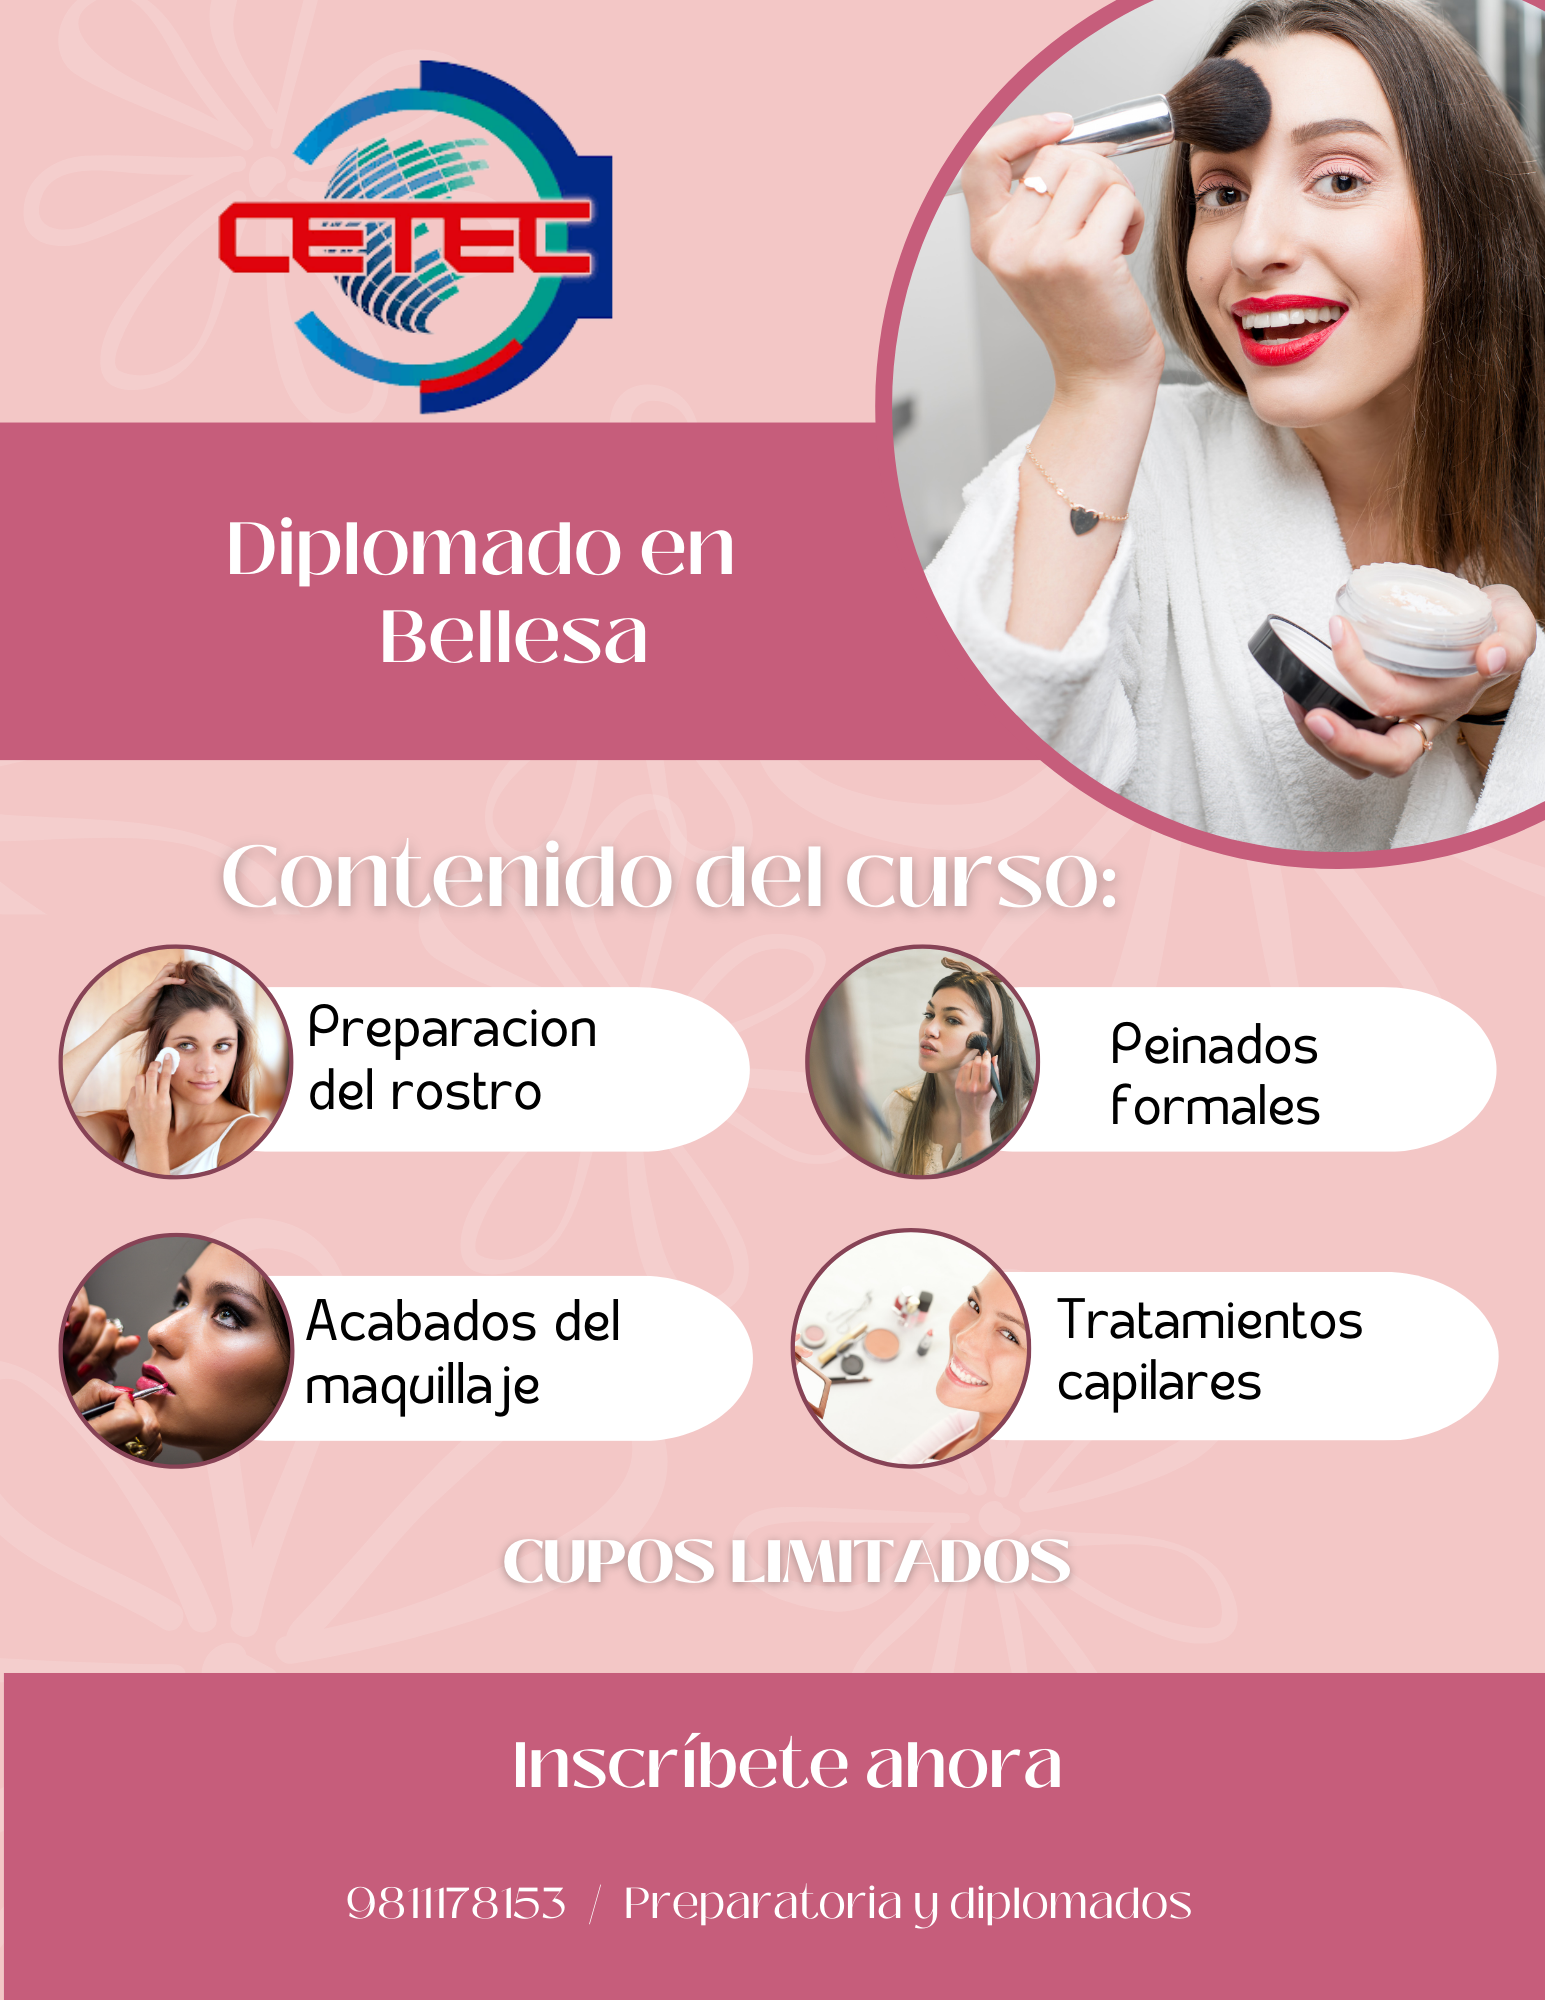 CETEC
Diplomado en
Bellesa
Contenido del curso:
Preparacion
del rostro
Peinados
formales
Acabados del
maquillaje
Tratamientos
capilares
CUPOS LIMITADOS
Inscríbete ahora
9811178153 / Preparatoria y diplomados